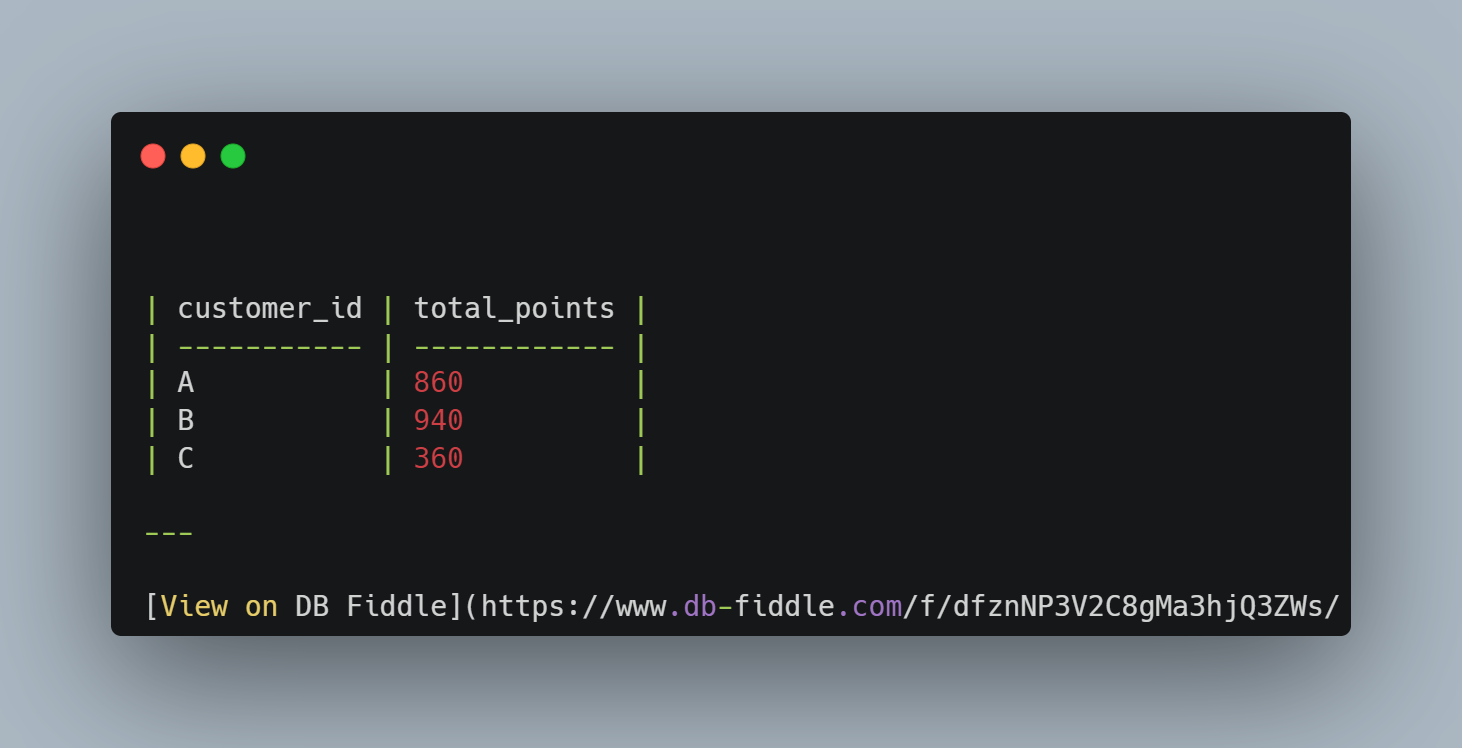 | customer_id | total_points |
| ----------- | ------------ |
| A           | 860          |
| B           | 940          |
| C           | 360          |
---
[View on DB Fiddle](https://www.db-fiddle.com/f/dfznNP3V2C8gMa3hjQ3ZWs/